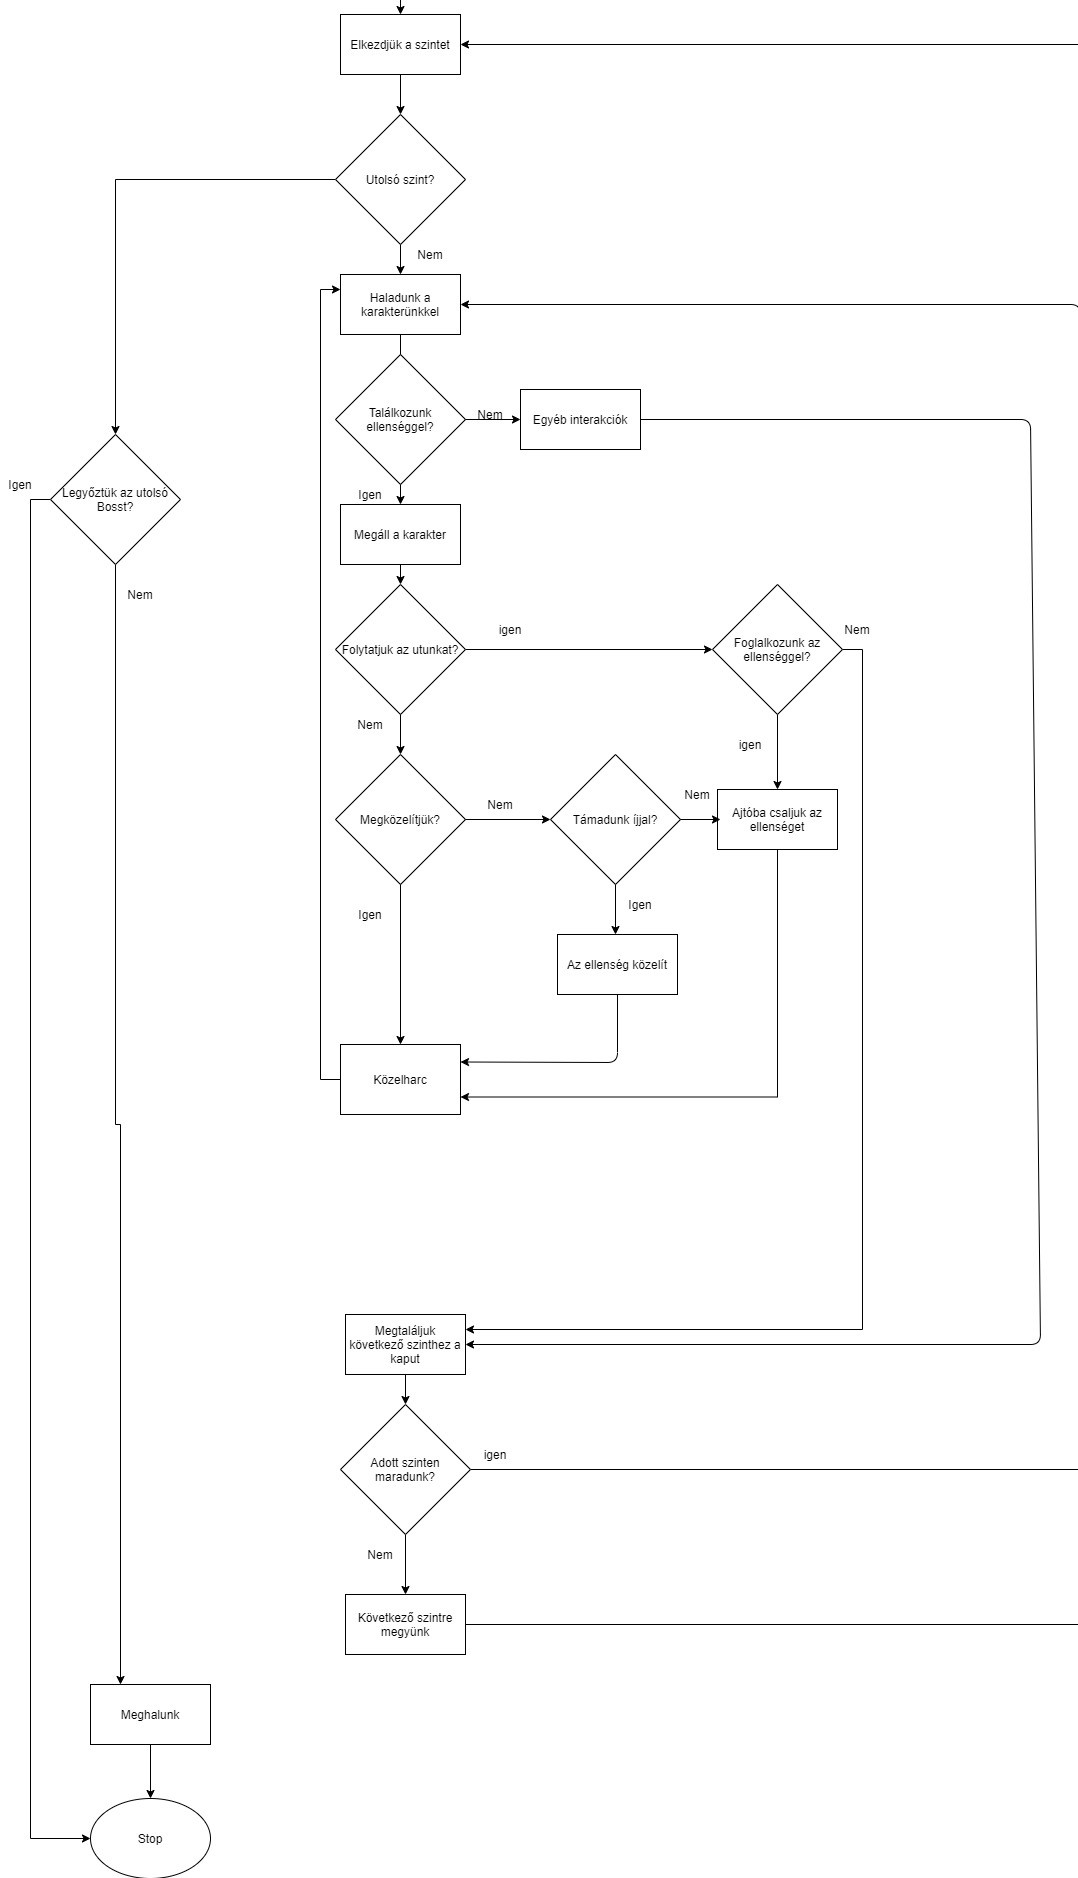 Elkezdjük a szintet
Utolsó szint?
Nem
Haladunk a
karakterünkkel
Találkozunk
ellenséggel?
Nem
Egyéb interakciók
Igen
Megáll a karakter
Igen
Legyőztük az utolsó
Bosst?
Nem
Folytatjuk az utunkat?
igen
Foglalkozunk az
ellenséggel?
Nem
Nem
igen
Megközelítjük?
Nem
Támadunk íjjal?
Nem
Ajtóba csaljuk az
ellenséget
Igen
Igen
Az ellenség közelít
Közelharc
Megtaláljuk
következő szinthez a
kaput
Adott szinten
maradunk?
igen
Nem
Következő szintre
megyünk
Meghalunk
Stop